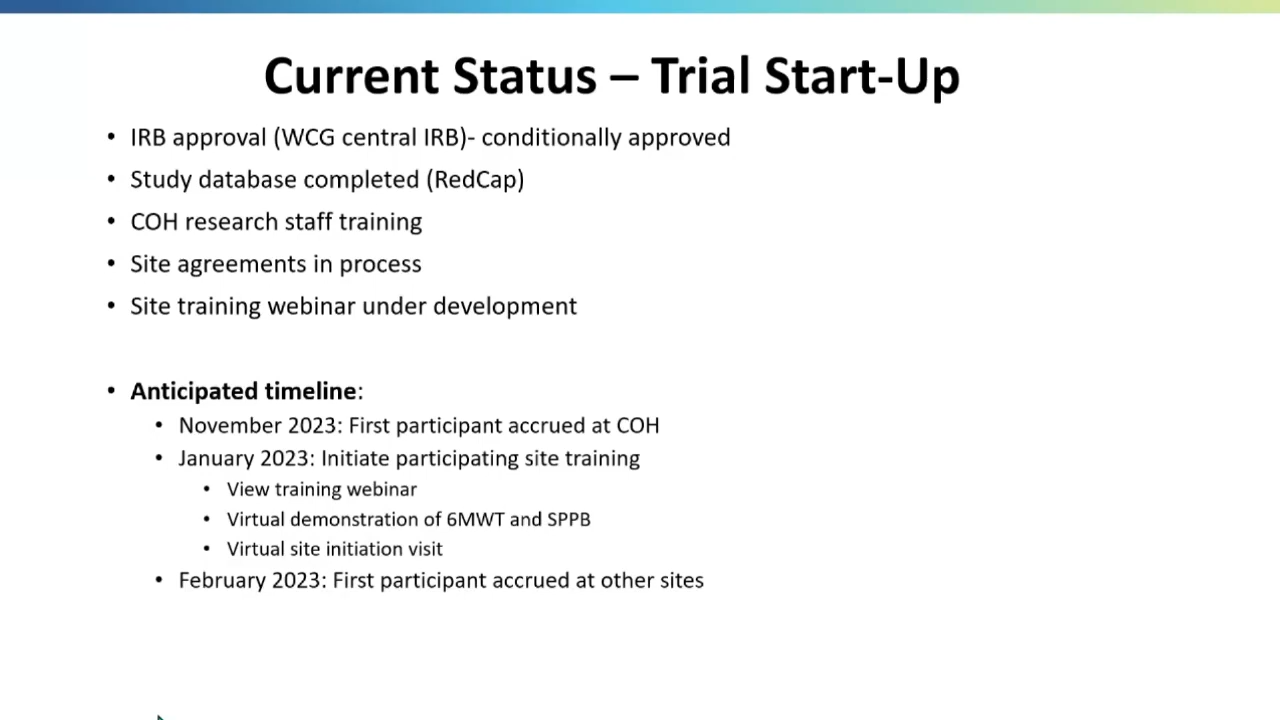 Current Status – Trial Start-Up
• IRB approval (WCG central IRB)- conditionally approved
• Study database completed (RedCap)
• COH research staff training
• Site agreements in process
• Site training webinar under development
• Anticipated timeline:
• November 2023: First participant accrued at COH
• January 2023: Initiate participating site training
• View training webinar
• Virtual demonstration of 6MWT and SPPB
• Virtual site initiation visit
• February 2023: First participant accrued at other sites